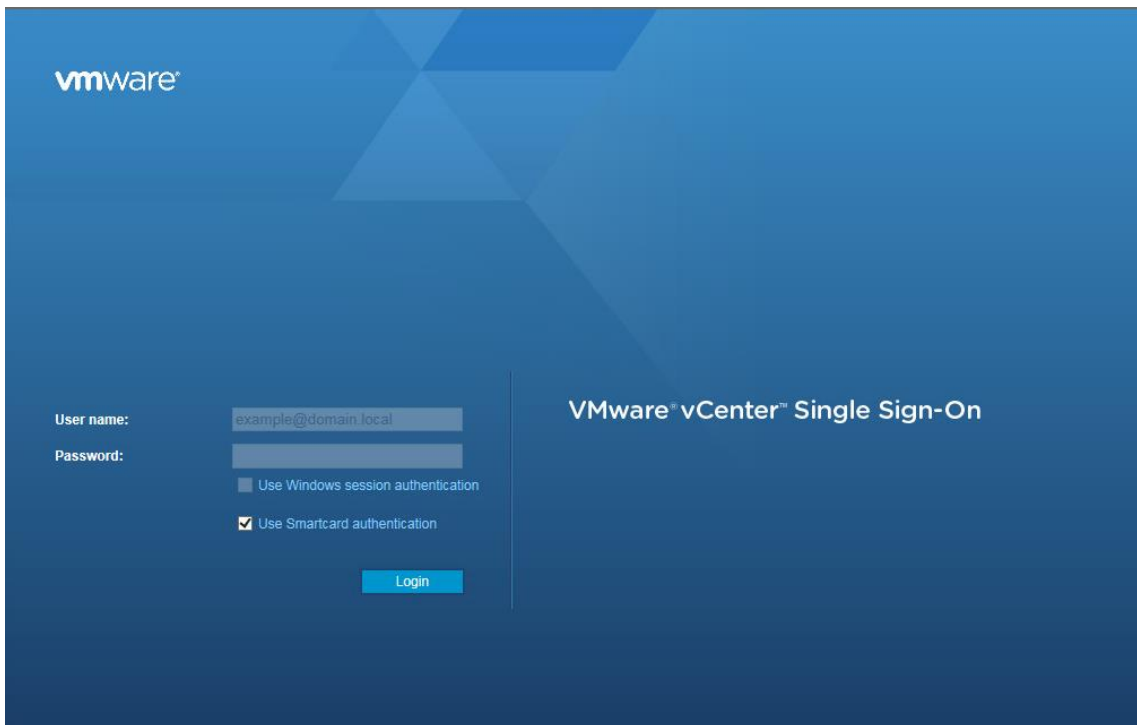 vmware®
User name:
example@domain.local
Password:
Use Windows session authentication
Use Smartcard authentication
Login
VMware® vCenter™ Single Sign-On